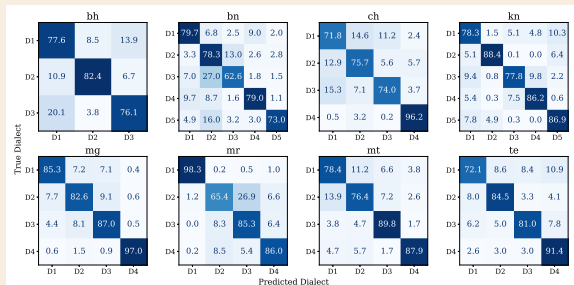 bh
bn
ch
kn
True Dialect
D1 77.6 8.5 13.9
D2 10.9 82.4 6.7
D3 20.1 3.8 76.1
D1 D2 D3
D1 79.7 6.8 2.5 9.0 2.0
D2 3.3 78.3 13.0 2.6 2.8
D3 7.0 27.0 62.6 1.8 1.5
D4 9.7 8.7 1.6 79.0 1.1
D5 4.9 16.0 3.2 3.0 73.0
D1 D2 D3 D4 D5
D1 71.8 14.6 11.2 2.4
D2 12.9 75.7 5.6 5.7
D3 15.3 7.1 74.0 3.7
D4 0.5 3.2 0.2 96.2
D1 D2 D3 D4
D1 78.3 1.5 5.1 4.8 10.3
D2 5.1 88.4 0.1 0.0 6.4
D3 9.4 0.8 77.8 9.8 2.2
D4 5.4 0.3 7.5 86.2 0.6
D5 7.8 4.9 0.3 0.0 86.9
D1 D2 D3 D4 D5
mg
mr
mt
te
D1 85.3 7.2 7.1 0.4
D2 7.7 82.6 9.1 0.6
D3 4.4 8.1 87.0 0.5
D4 0.6 1.5 0.9 97.0
D1 D2 D3 D4
D1 98.3 0.2 0.5 1.0
D2 1.2 65.4 26.9 6.6
D3 0.0 8.3 85.3 6.4
D4 0.2 8.5 5.4 86.0
D1 D2 D3 D4
D1 78.4 11.2 6.6 3.8
D2 13.9 76.4 7.2 2.6
D3 3.8 4.7 89.8 1.7
D4 4.7 5.7 1.7 87.9
D1 D2 D3 D4
D1 72.1 8.6 8.4 10.9
D2 8.0 84.5 3.3 4.1
D3 6.2 5.0 81.0 7.8
D4 2.6 3.0 3.0 91.4
D1 D2 D3 D4
Predicted Dialect